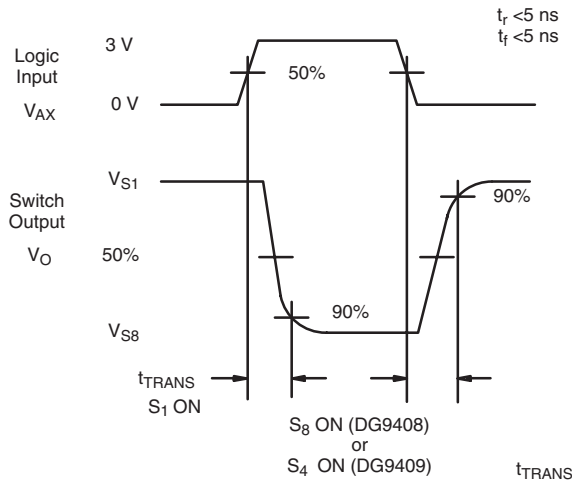 tr <5 ns
tf <5 ns
3 V
Logic
Input
50%
VAX
0 V
VS1
Switch
Output
90%
VO
50%
90%
VS8
tTRANS
S1 ON
S8 ON (DG9408)
or
S4 ON (DG9409)
tTRANS